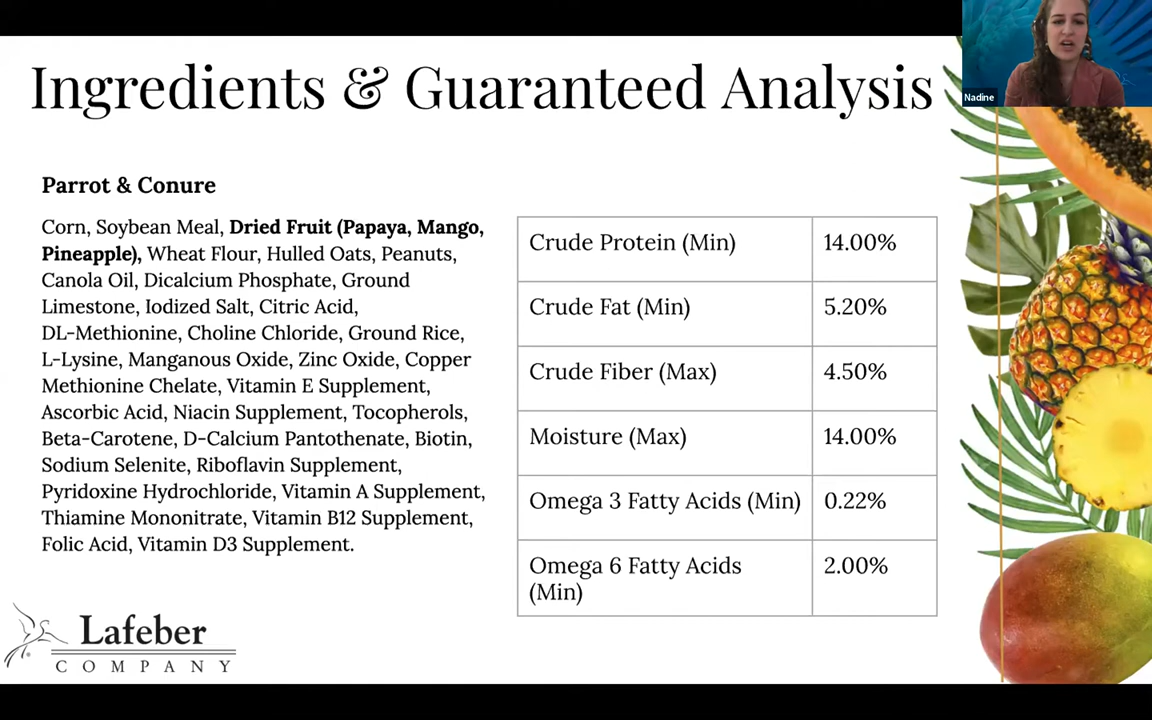 Ingredients & Guaranteed Analysis
Nadine
Parrot & Conure
Corn, Soybean Meal, Dried Fruit (Papaya, Mango,
Pineapple), Wheat Flour, Hulled Oats, Peanuts,
Canola Oil, Dicalcium Phosphate, Ground
Limestone, Iodized Salt, Citric Acid,
DL-Methionine, Choline Chloride, Ground Rice,
L-Lysine, Manganous Oxide, Zinc Oxide, Copper
Methionine Chelate, Vitamin E Supplement,
Ascorbic Acid, Niacin Supplement, Tocopherols,
Beta-Carotene, D-Calcium Pantothenate, Biotin,
Sodium Selenite, Riboflavin Supplement,
Pyridoxine Hydrochloride, Vitamin A Supplement,
Thiamine Mononitrate, Vitamin B12 Supplement,
Folic Acid, Vitamin D3 Supplement.
Crude Protein (Min) 14.00%
Crude Fat (Min) 5.20%
Crude Fiber (Max) 4.50%
Moisture (Max) 14.00%
Omega 3 Fatty Acids (Min) 0.22%
Omega 6 Fatty Acids 2.00%
(Min)
Lafeber
COMPANY